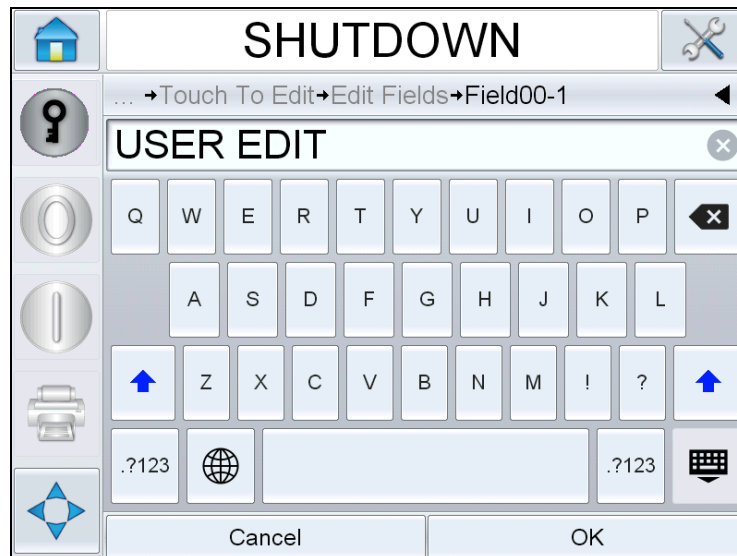 SHUTDOWN
... →Touch To Edit→Edit Fields→Field00-1
USER EDIT
Q W E R T Y U I O P
A S D F G H J K L
Z X C V B N M ! ?
.?123 .?123
Cancel OK